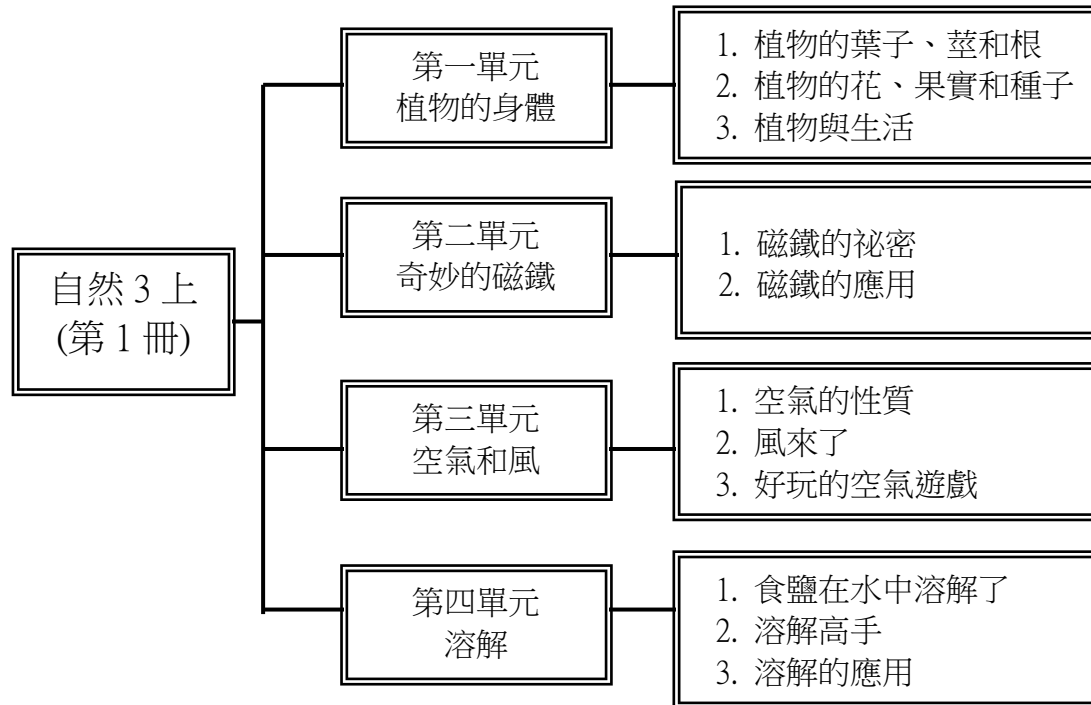 自然 3 上
(第 1 冊)
第一單元
植物的身體
1. 植物的葉子、莖和根
2. 植物的花、果實和種子
3. 植物與生活
第二單元
奇妙的磁鐵
1. 磁鐵的祕密
2. 磁鐵的應用
第三單元
空氣和風
1. 空氣的性質
2. 風來了
3. 好玩的空氣遊戲
第四單元
溶解
1. 食鹽在水中溶解了
2. 溶解高手
3. 溶解的應用